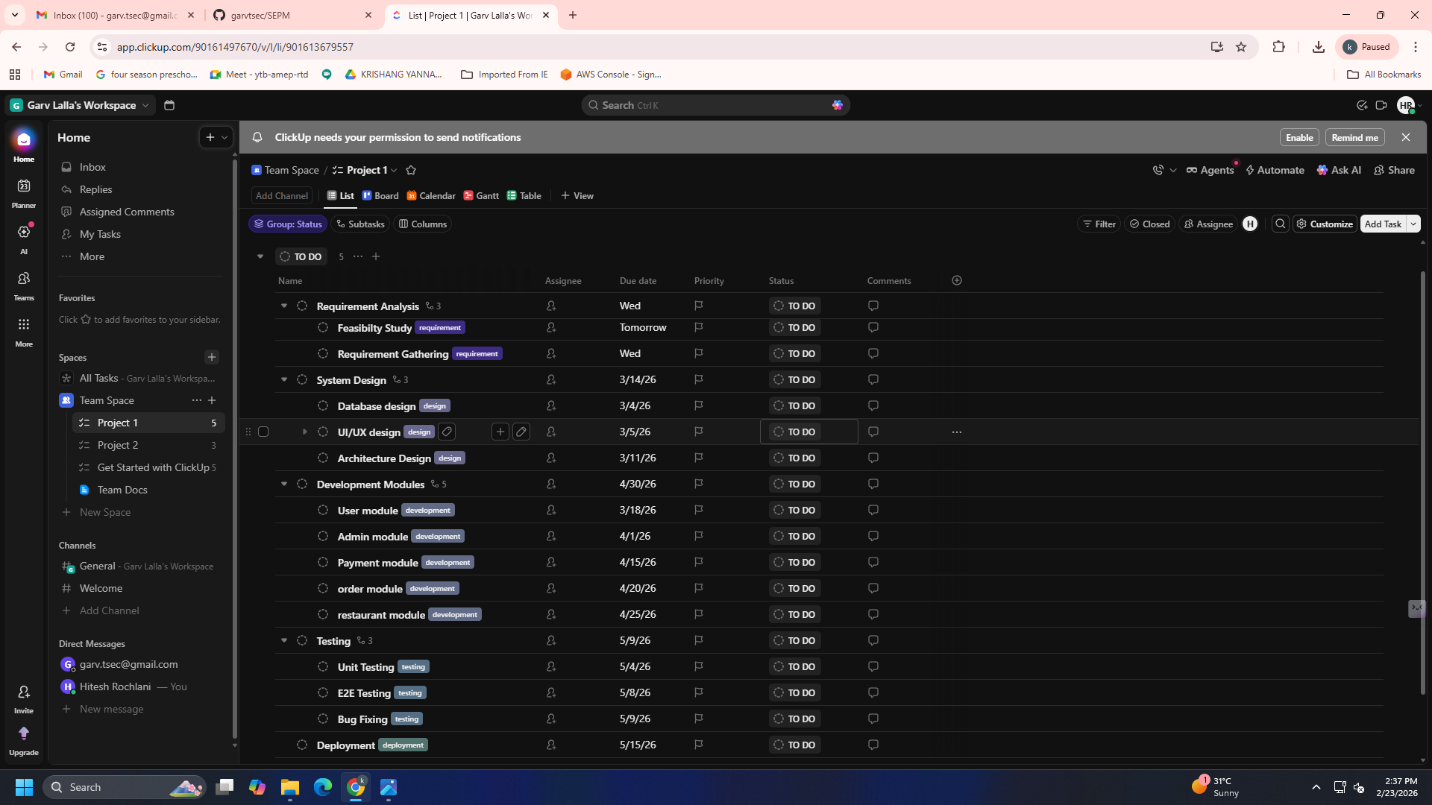 Inbox (100) - garv.tsec@gmail.c
garvtsec/SEPM
List | Project 1 | Garv Lalla's Wor
app.clickup.com/90161497670/v/l/li/901613679557
k Paused
Gmail
four season prescho...
Meet - ytb-amep-rtd
KRISHANG YANNA...
Imported From IE
AWS Console - Sign...
All Bookmarks
G Garv Lalla's Workspace
Search Ctrl K
HR
Home
Planner
AI
Teams
More
Invite
Upgrade
Home
Inbox
Replies
Assigned Comments
My Tasks
More
Favorites
Click to add favorites to your sidebar.
Spaces
All Tasks - Garv Lalla's Workspa...
Team Space
Project 1 5
Project 2 3
Get Started with ClickUp 5
Team Docs
New Space
Channels
General - Garv Lalla's Workspace
Welcome
Add Channel
Direct Messages
G garv.tsec@gmail.com
H Hitesh Rochlani — You
New message
ClickUp needs your permission to send notifications
Enable
Remind me
Team Space / Project 1
Agents
Automate
Ask AI
Share
Add Channel
List
Board
Calendar
Gantt
Table
View
Group: Status
Subtasks
Columns
Filter
Closed
Assignee
H
Customize
Add Task
TO DO 5
Name Assignee Due date Priority Status Comments
Requirement Analysis 3 Wed TO DO
Feasibilty Study requirement Tomorrow TO DO
Requirement Gathering requirement Wed TO DO
System Design 3 3/14/26 TO DO
Database design design 3/4/26 TO DO
UI/UX design design 3/5/26 TO DO
Architecture Design design 3/11/26 TO DO
Development Modules 5 4/30/26 TO DO
User module development 3/18/26 TO DO
Admin module development 4/1/26 TO DO
Payment module development 4/15/26 TO DO
order module development 4/20/26 TO DO
restaurant module development 4/25/26 TO DO
Testing 3 5/9/26 TO DO
Unit Testing testing 5/4/26 TO DO
E2E Testing testing 5/8/26 TO DO
Bug Fixing testing 5/9/26 TO DO
Deployment deployment 5/15/26 TO DO
Search
1
31°C
Sunny
2:37 PM
2/23/2026